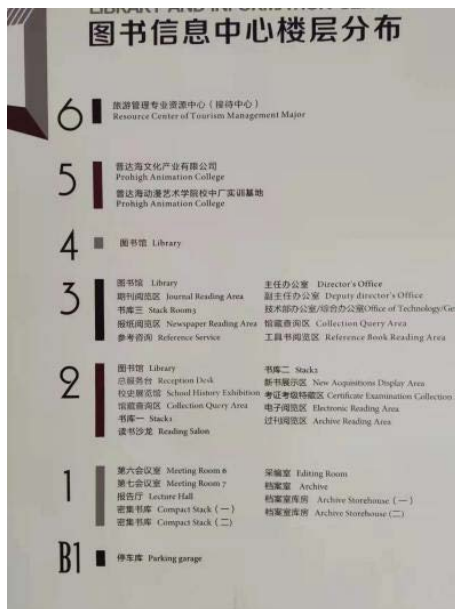 LIBRARY AND INFORMATION
图书信息中心楼层分布
6
旅游管理专业资源中心（接待中心）
Resource Center of Tourism Management Major
5
普达海文化产业有限公司
Prohigh Animation College
普达海动漫艺术学院校中厂实训基地
Prohigh Animation College
4
图书馆 Library
3
图书馆 Library
期刊阅览区 Journal Reading Area
书库三 Stack Room3
报纸阅览区 Newspaper Reading Area
参考咨询 Reference Service
主任办公室 Director's Office
副主任办公室 Deputy director's Office
技术部办公室/综合办公室Office of Technology/Ge
馆藏查询区 Collection Query Area
工具书阅览区 Reference Book Reading Area
2
图书馆 Library
总服务台 Reception Desk
校史展览馆 School History Exhibition
馆藏查询区 Collection Query Area
书库一 Stack1
读书沙龙 Reading Salon
书库二 Stack2
新书展示区 New Acquisitions Display Area
考证考级特藏区 Certificate Examination Collection
电子阅览区 Electronic Reading Area
过刊阅览区 Archive Reading Area
1
第六会议室 Meeting Room 6
第七会议室 Meeting Room 7
报告厅 Lecture Hall
密集书库 Compact Stack（一）
密集书库 Compact Stack（二）
采编室 Editing Room
档案室 Archive
档案室库房 Archive Storehouse（一）
档案室库房 Archive Storehouse（二）
B1
停车库 Parking garage